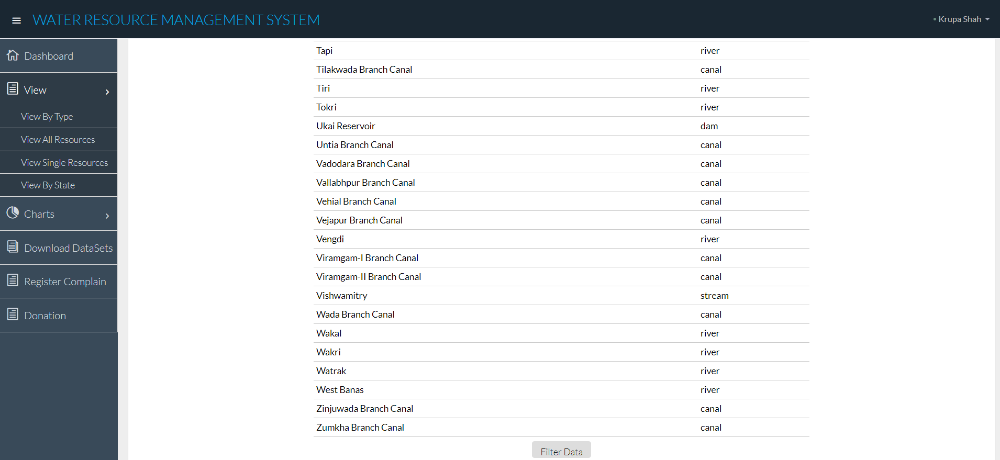 WATER RESOURCE MANAGEMENT SYSTEM
Krupa Shah
Dashboard
View
View By Type
View All Resources
View Single Resources
View By State
Charts
Download DataSets
Register Complain
Donation
Tapi river
Tilakwada Branch Canal canal
Tiri river
Tokri river
Ukai Reservoir dam
Untia Branch Canal canal
Vadodara Branch Canal canal
Vallabhpur Branch Canal canal
Vehial Branch Canal canal
Vejapur Branch Canal canal
Vengdi river
Viramgam-I Branch Canal canal
Viramgam-II Branch Canal canal
Vishwamitry stream
Wada Branch Canal canal
Wakal river
Wakri river
Watrak river
West Banas river
Zinjuwada Branch Canal canal
Zumkha Branch Canal canal
Filter Data